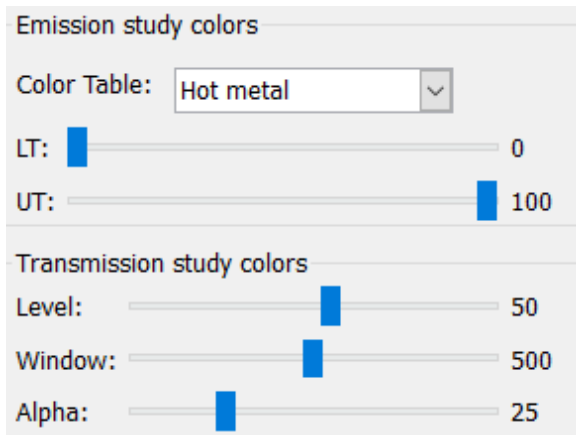 Emission study colors
Color Table: Hot metal
LT: 0
UT: 100
Transmission study colors
Level: 50
Window: 500
Alpha: 25